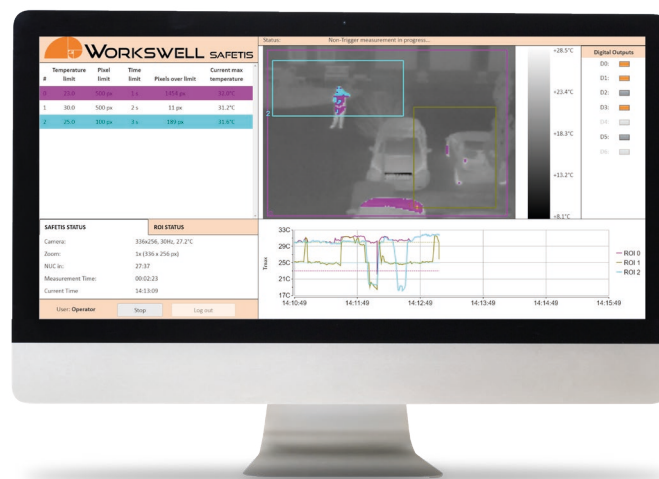 WORKSWELL SAFETIS
Status: Non-Trigger measurement in progress...
# Temperature limit Pixel limit Time limit Pixels over limit Current max temperature
0 23.0 500 px 1 s 1454 px
1 30.0 500 px 2 s 11 px 31.2°C
2 25.0 100 px 3 s 189 px 31.6°C
2
+28.5°C
+23.4°C
+18.3°C
+13.2°C
+8.1°C
Digital Outputs
D0:
D1:
D2:
D3:
D4:
D5:
D6:
SAFETIS STATUS ROI STATUS
Camera: 336x256, 30Hz, 27.2°C
Zoom: 1x (336 x 256 px)
NUC in: 27-37
Measurement Time: 00:02:23
Current Time 14:13:09
User: Operator Stop Log out
Tmax
33C
29C
25C
21C
17C
14:10:49 14:11:49 14:12:49 14:13:49 14:14:49 14:15:49
ROI 0
ROI 1
ROI 2